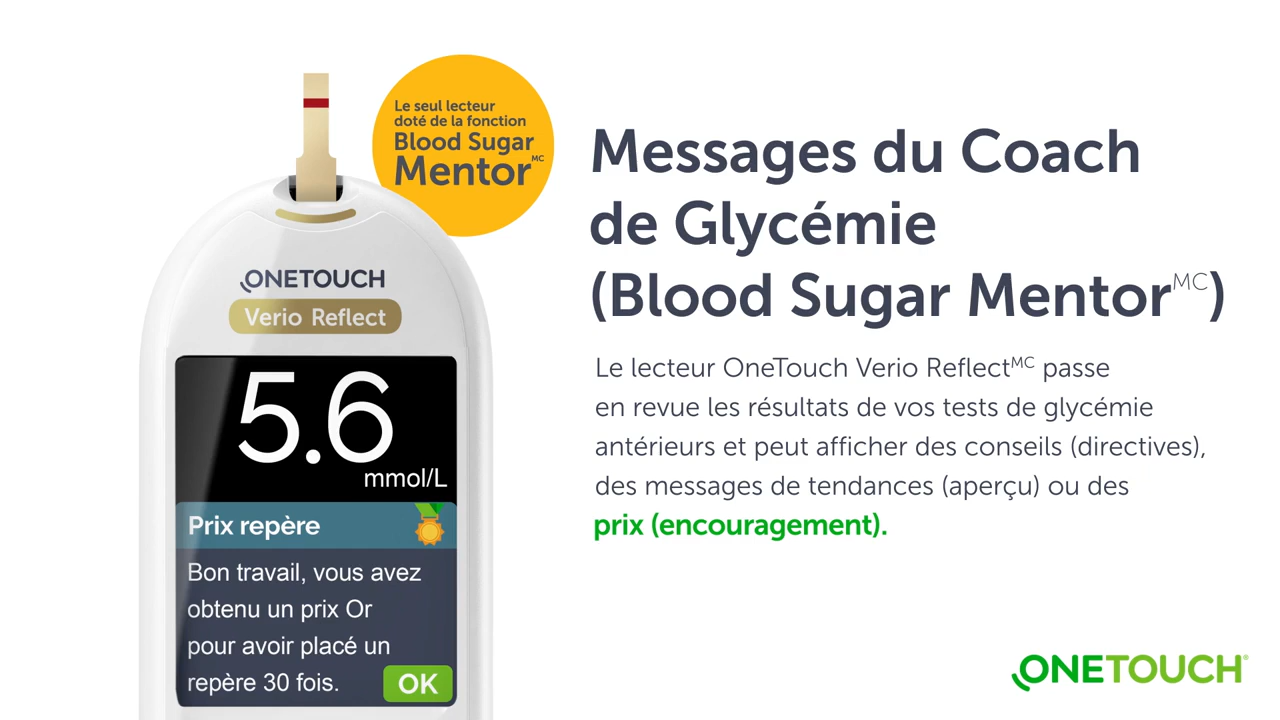 Le seul lecteur
doté de la fonction
Blood Sugar
Mentor MC
ONETOUCH
Verio Reflect
5.6
mmol/L
Prix repère
Bon travail, vous avez
obtenu un prix Or
pour avoir placé un
repère 30 fois.
OK
Messages du Coach
de Glycémie
(Blood Sugar Mentor MC)
Le lecteur OneTouch Verio Reflect MC passe
en revue les résultats de vos tests de glycémie
antérieurs et peut afficher des conseils (directives),
des messages de tendances (aperçu) ou des
prix (encouragement).
ONETOUCH®